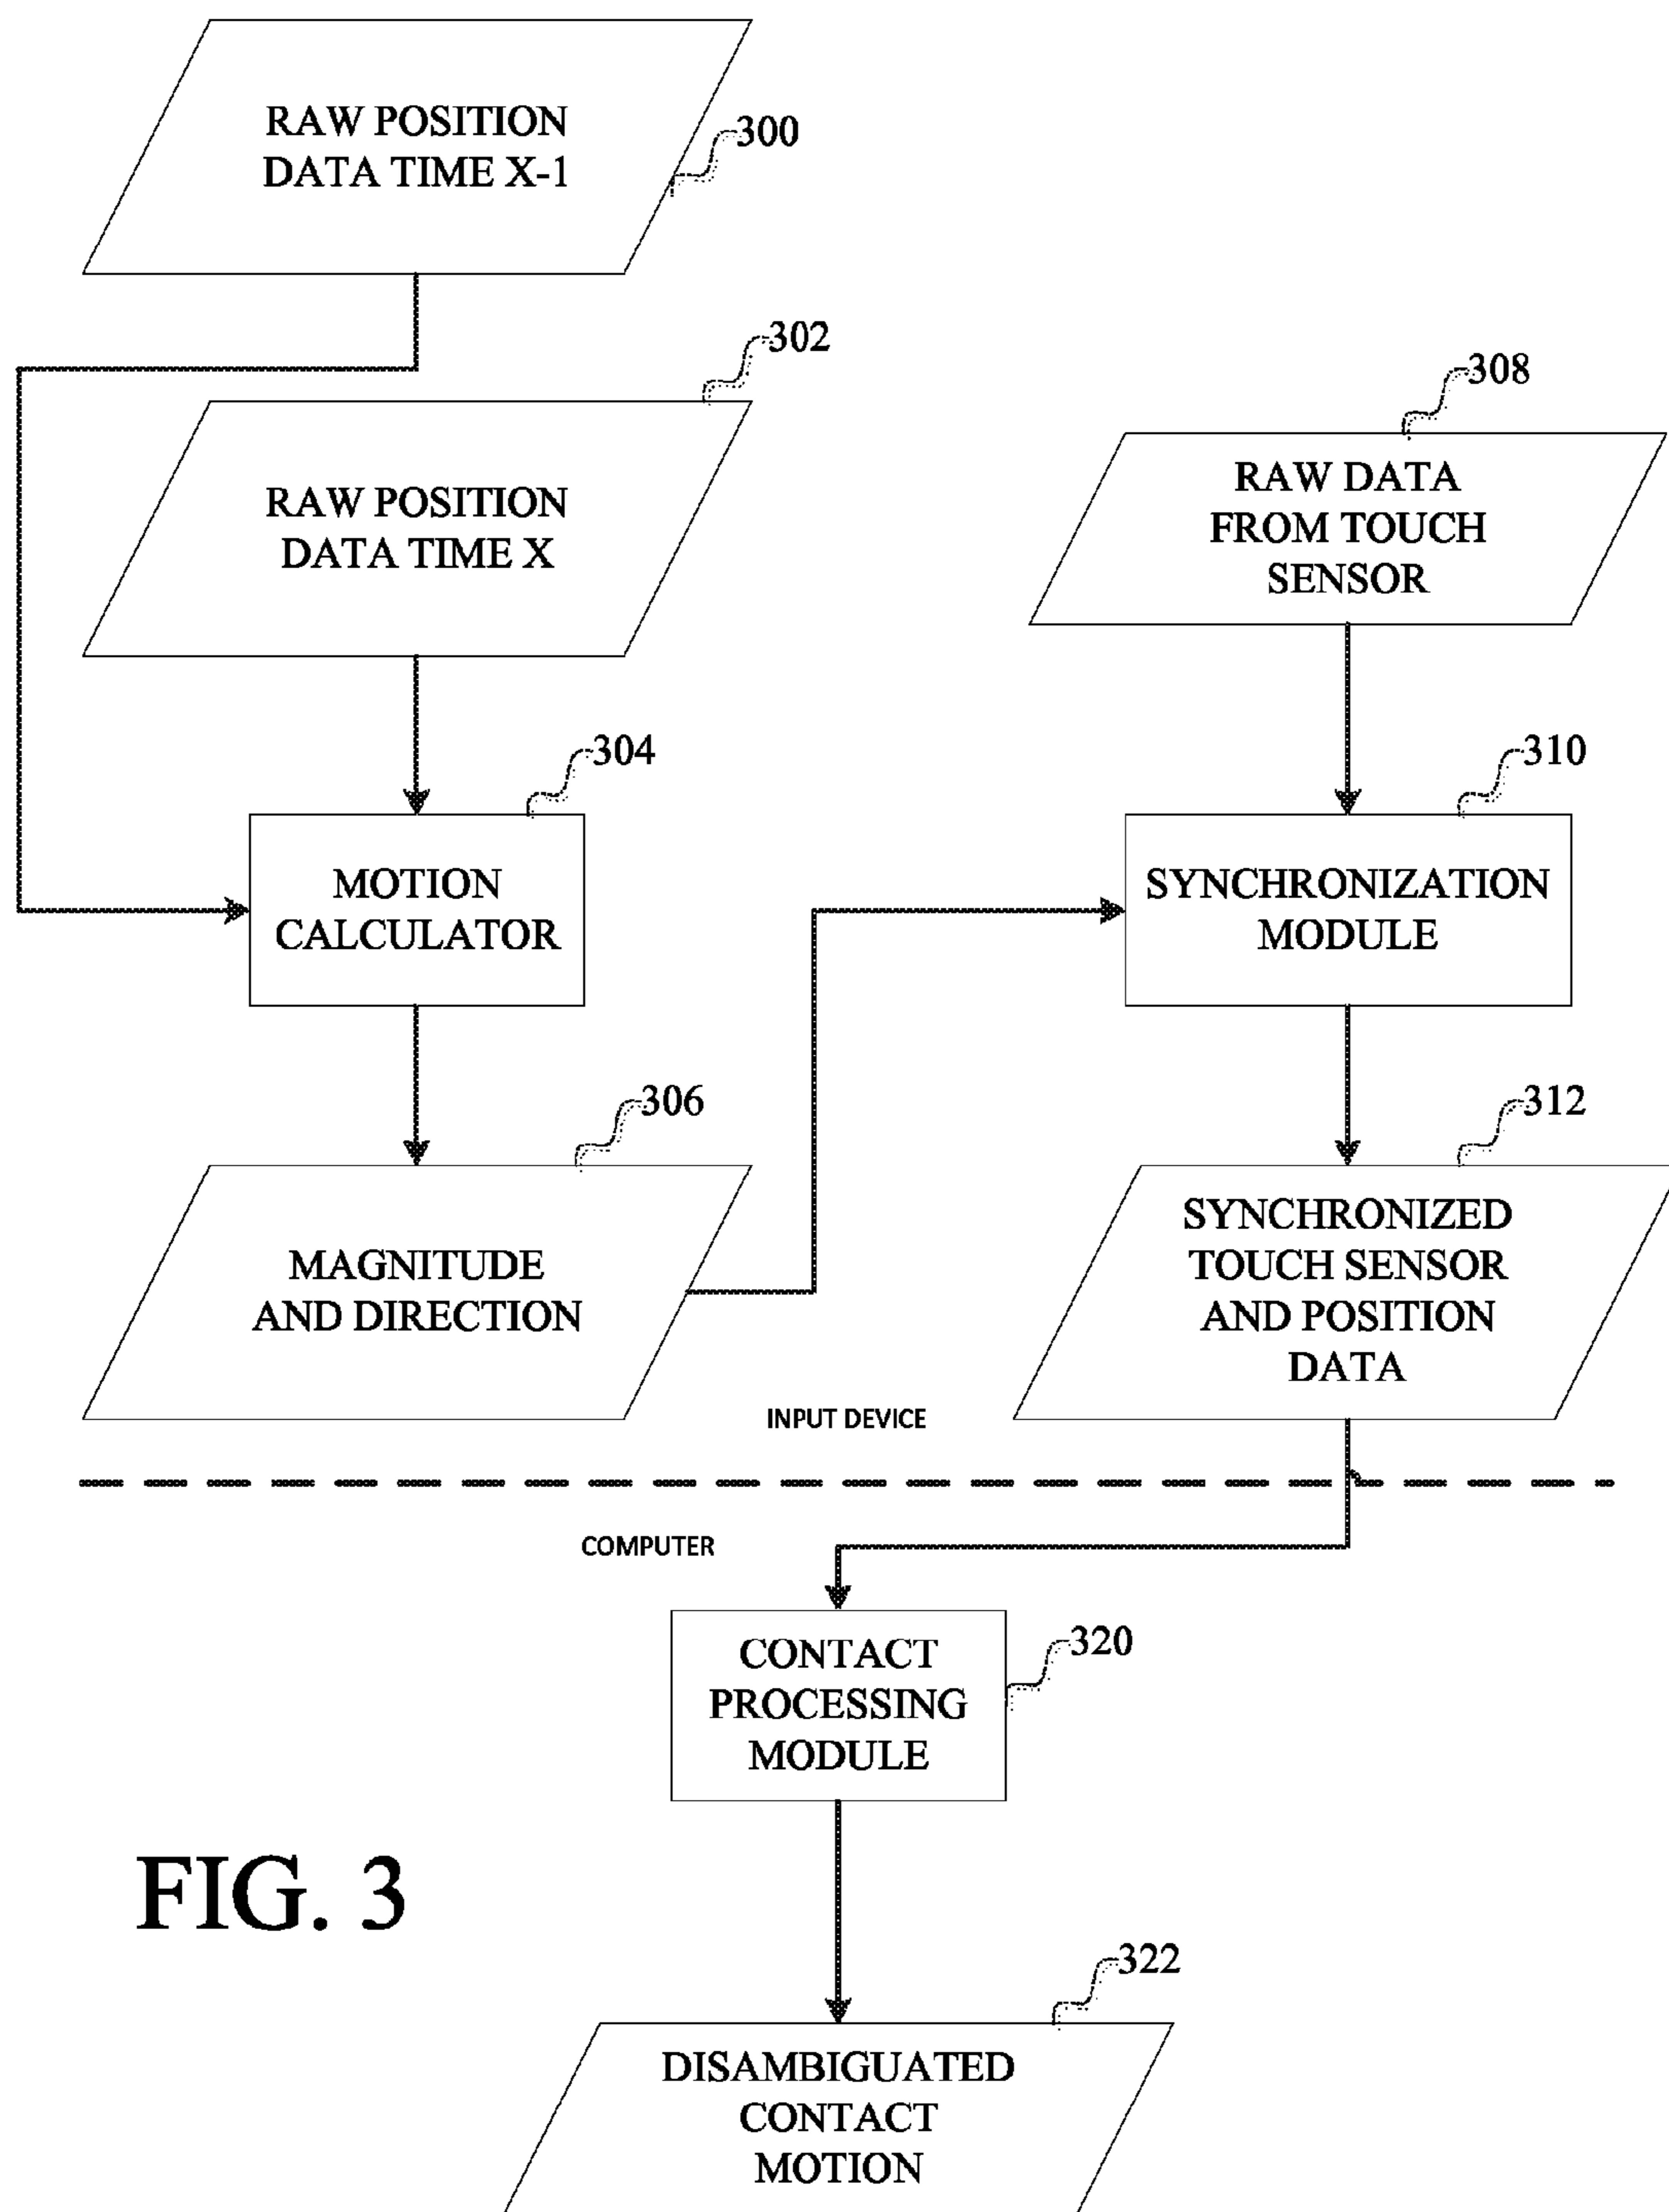 RAW POSITION
DATA TIME X-1
300
302
RAW POSITION
DATA TIME X
308
RAW DATA
FROM TOUCH
SENSOR
304
MOTION
CALCULATOR
310
SYNCHRONIZATION
MODULE
306
MAGNITUDE
AND DIRECTION
312
SYNCHRONIZED
TOUCH SENSOR
AND POSITION
DATA
INPUT DEVICE
COMPUTER
CONTACT
PROCESSING
MODULE
320
FIG. 3
322
DISAMBIGUATED
CONTACT
MOTION